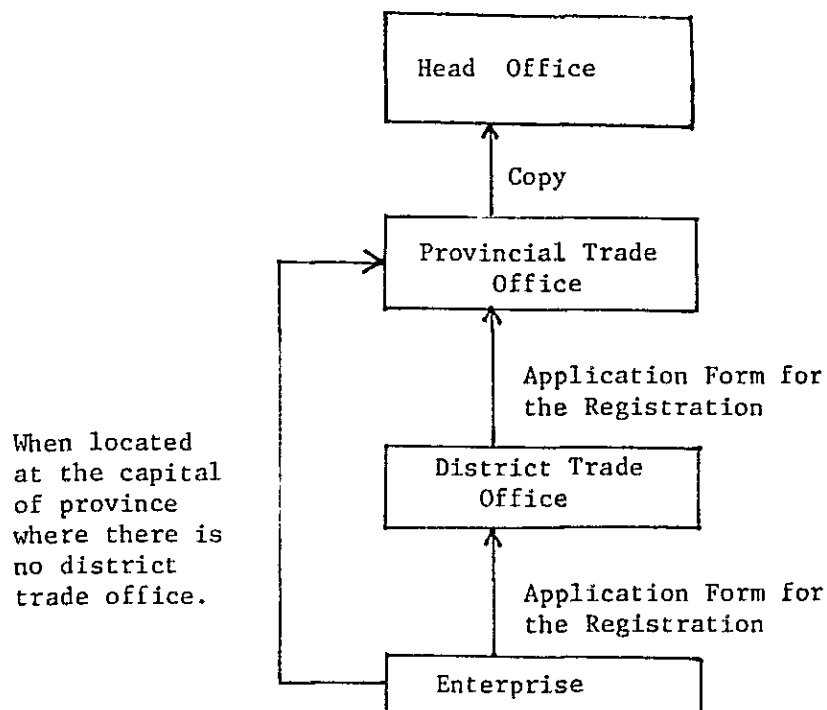 Head Office
Copy
Provincial Trade
Office
Application Form for
the Registration
When located
at the capital
of province
where there is
no district
trade office.
District Trade
Office
Application Form for
the Registration
Enterprise